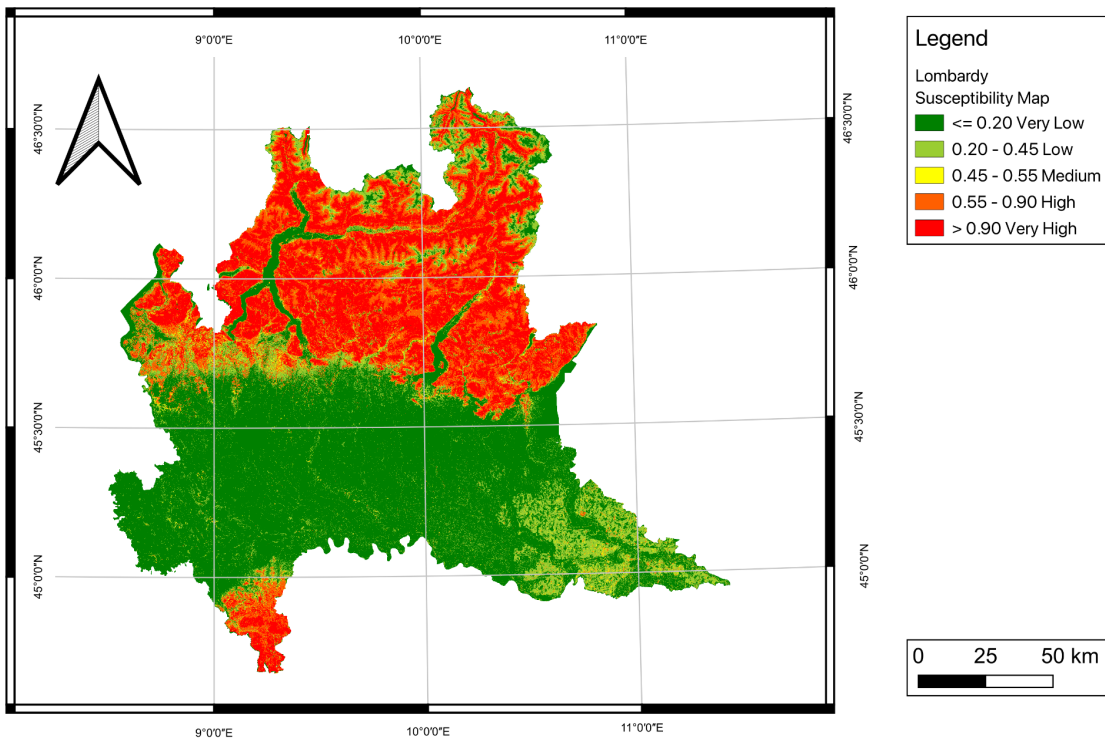 9°0'0"E 10°0'0"E 11°0'0"E
46°30'0"N 46°30'0"N
46°0'0"N 46°0'0"N
45°30'0"N 45°30'0"N
45°0'0"N 45°0'0"N
9°0'0"E 10°0'0"E 11°0'0"E
Legend
Lombardy
Susceptibility Map
<= 0.20 Very Low
0.20 - 0.45 Low
0.45 - 0.55 Medium
0.55 - 0.90 High
> 0.90 Very High
0 25 50 km